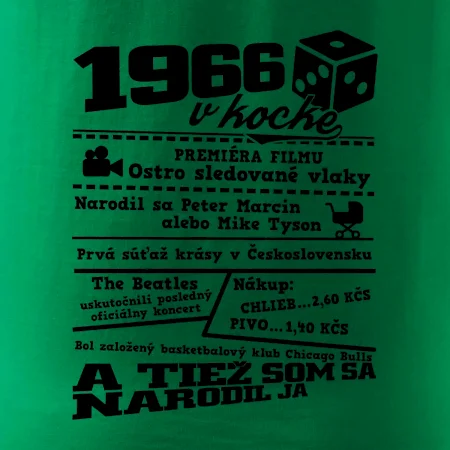 1966
v kocke
PREMIÉRA FILMU
Ostro sledované vlaky
Narodil sa Peter Marcin
alebo Mike Tyson
Prvá súťaž krásy v Československu
The Beatles
uskutočnili posledný
oficiálny koncert
Nákup:
CHLIEB...2,60 KČS
PIVO...1,40 KČS
Bol založený basketbalový klub Chicago Bulls
A TIEŽ SOM SA
NARODIL JA